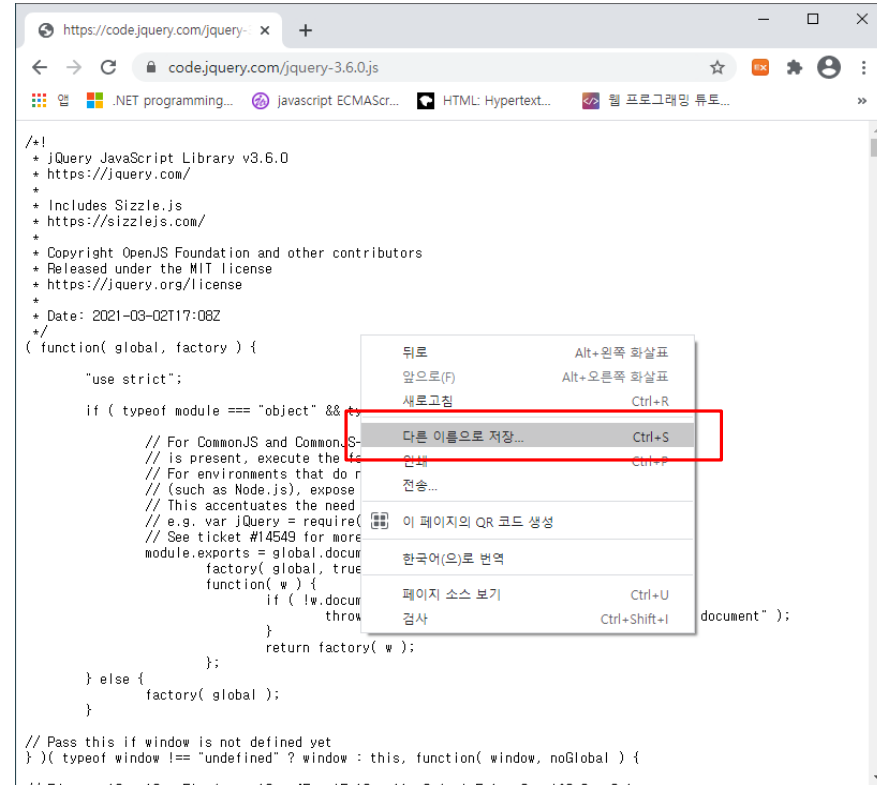 https://code.jquery.com/jquery-
code.jquery.com/jquery-3.6.0.js
앱 .NET programming... javascript ECMAScr... HTML: Hypertext... 웹 프로그래밍 튜토... »
/*!
* jQuery JavaScript Library v3.6.0
* https://jquery.com/
*
* Includes Sizzle.js
* https://sizzlejs.com/
*
* Copyright OpenJS Foundation and other contributors
* Released under the MIT license
* https://jquery.org/license
*
* Date: 2021-03-02T17:08Z
*/
( function( global, factory ) {
"use strict";
if ( typeof module === "object" && ty
// For CommonJS and CommonJS-
// is present, execute the fa
// For environments that do n
// (such as Node.js), expose
// This accentuates the need
// e.g. var jQuery = require(
// See ticket #14549 for more
module.exports = global.docum
factory( global, true
function( w ) {
if ( !w.docum
throw document" );
}
return factory( w );
};
} else {
factory( global );
}
// Pass this if window is not defined yet
} )( typeof window !== "undefined" ? window : this, function( window, noGlobal ) {
뒤로 Alt+왼쪽 화살표
앞으로(F) Alt+오른쪽 화살표
새로고침 Ctrl+R
다른 이름으로 저장... Ctrl+S
인쇄 Ctrl+P
전송...
이 페이지의 QR 코드 생성
한국어(으)로 번역
페이지 소스 보기 Ctrl+U
검사 Ctrl+Shift+I